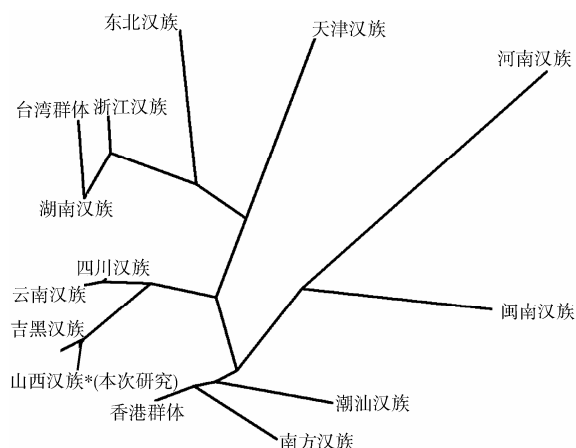 东北汉族
天津汉族
河南汉族
台湾群体 浙江汉族
湖南汉族
四川汉族
云南汉族
闽南汉族
吉黑汉族
山西汉族*(本次研究)
香港群体
潮汕汉族
南方汉族